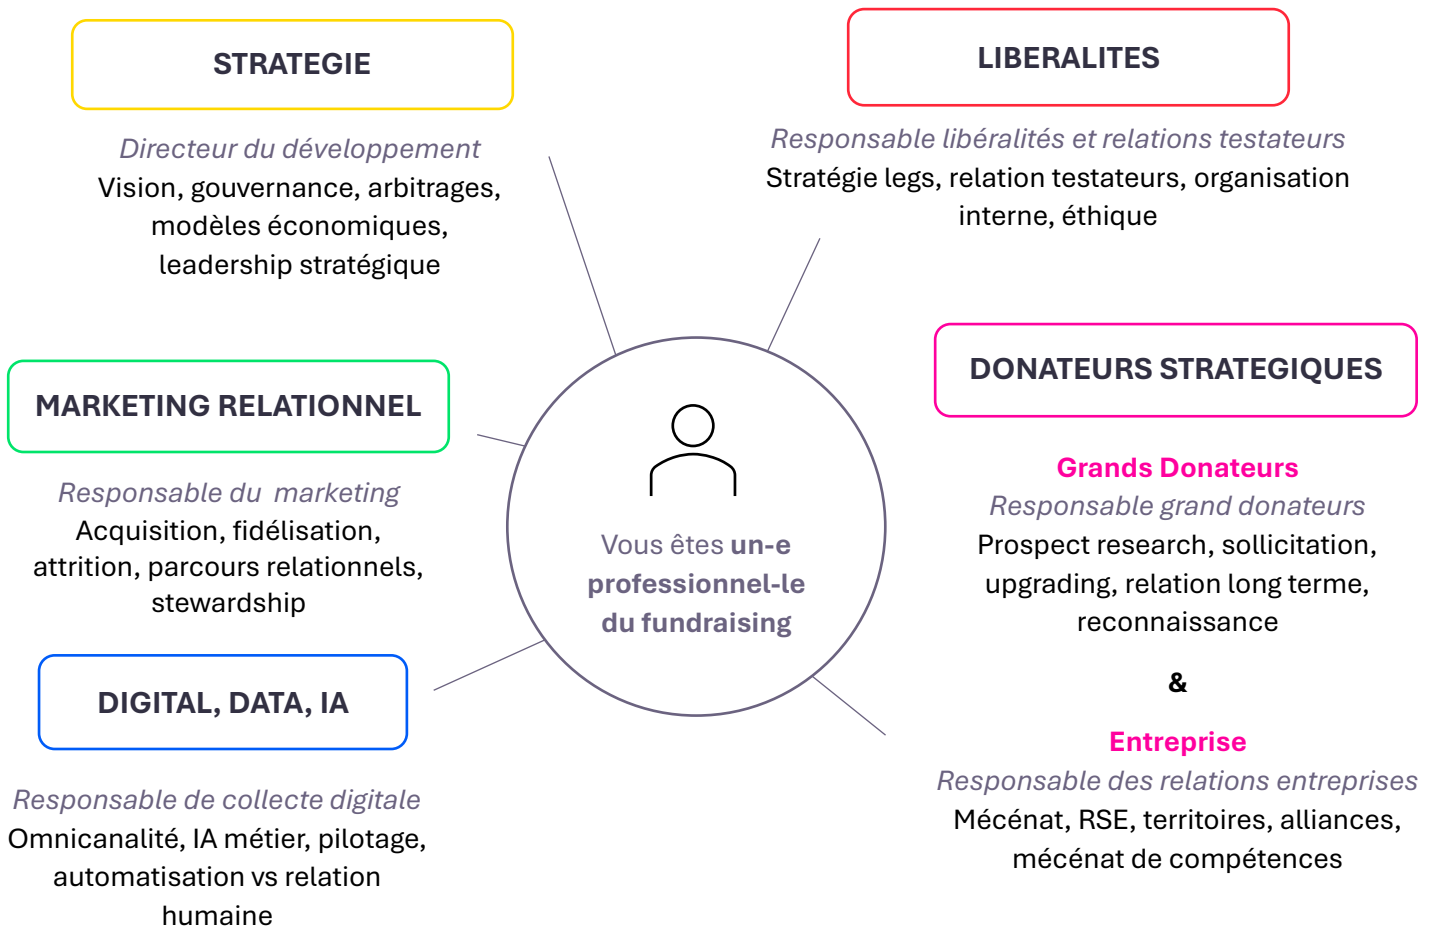 STRATEGIE
Directeur du développement
Vision, gouvernance, arbitrages,
modèles économiques,
leadership stratégique
LIBERALITES
Responsable libéralités et relations testateurs
Stratégie legs, relation testateurs, organisation
interne, éthique
MARKETING RELATIONNEL
Responsable du  marketing
Acquisition, fidélisation,
attrition, parcours relationnels,
stewardship
DIGITAL, DATA, IA
Responsable de collecte digitale
Omnicanalité, IA métier, pilotage,
automatisation vs relation
humaine
Vous êtes un-e
professionnel-le
du fundraising
DONATEURS STRATEGIQUES
Grands Donateurs
Responsable grand donateurs
Prospect research, sollicitation,
upgrading, relation long terme,
reconnaissance
&
Entreprise
Responsable des relations entreprises
Mécénat, RSE, territoires, alliances,
mécénat de compétences